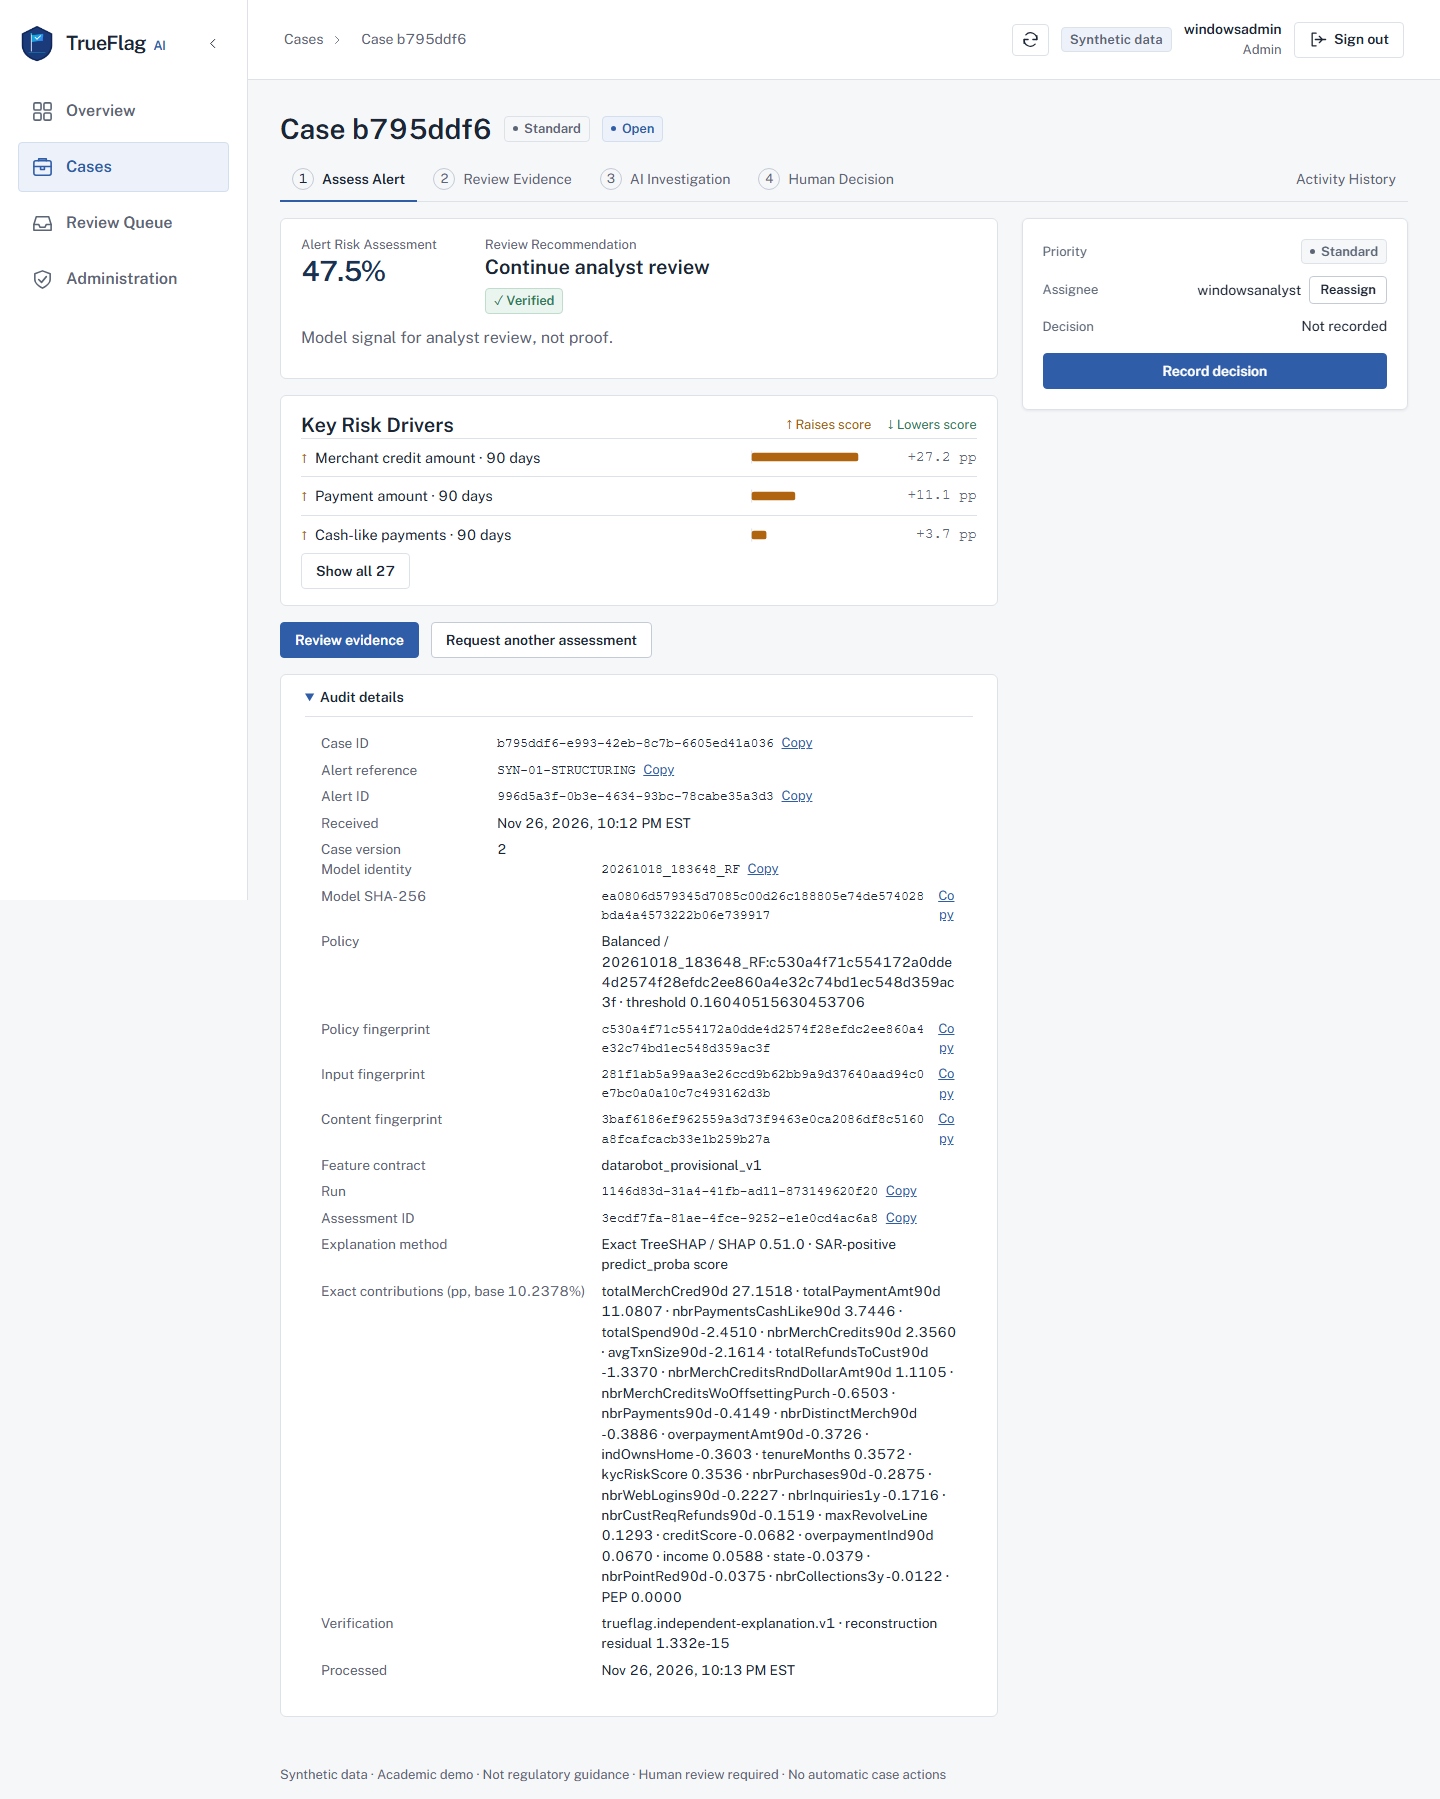 TrueFlag AI
Overview
Cases
Review Queue
Administration
Cases
Case b795ddf6
Synthetic data
windowsadmin
Admin
Sign out
Case b795ddf6
Standard
Open
1 Assess Alert
2 Review Evidence
3 AI Investigation
4 Human Decision
Activity History
Alert Risk Assessment
47.5%
Review Recommendation
Continue analyst review
✓ Verified
Model signal for analyst review, not proof.
Priority
Standard
Assignee
windowsanalyst
Reassign
Decision
Not recorded
Record decision
Key Risk Drivers
↑ Raises score ↓ Lowers score
↑ Merchant credit amount · 90 days +27.2 pp
↑ Payment amount · 90 days +11.1 pp
↑ Cash-like payments · 90 days +3.7 pp
Show all 27
Review evidence
Request another assessment
▼ Audit details
Case ID b795ddf6-e993-42eb-8c7b-6605ed41a036 Copy
Alert reference SYN-01-STRUCTURING Copy
Alert ID 996d5a3f-0b3e-4634-93bc-78cabe35a3d3 Copy
Received Nov 26, 2026, 10:12 PM EST
Case version 2
Model identity 20261018_183648_RF Copy
Model SHA-256 ea0806d579345d7085c00d26c188805e74de574028 Co
bda4a4573222b06e739917 py
Policy Balanced /
20261018_183648_RF:c530a4f71c554172a0dde
4d2574f28efdc2ee860a4e32c74bd1ec548d359ac
3f · threshold 0.16040515630453706
Policy fingerprint c530a4f71c554172a0dde4d2574f28efdc2ee860a4 Co
e32c74bd1ec548d359ac3f py
Input fingerprint 281f1ab5a99aa3e26ccd9b62bb9a9d37640aad94c0 Co
e7bc0a0a10c7c493162d3b py
Content fingerprint 3baf6186ef962559a3d73f9463e0ca2086df8c5160 Co
a8fcafcacb33e1b259b27a py
Feature contract datarobot_provisional_v1
Run 1146d83d-31a4-41fb-ad11-873149620f20 Copy
Assessment ID 3ecdf7fa-81ae-4fce-9252-e1e0cd4ac6a8 Copy
Explanation method Exact TreeSHAP / SHAP 0.51.0 · SAR-positive
predict_proba score
Exact contributions (pp, base 10.2378%) totalMerchCred90d 27.1518 · totalPaymentAmt90d
11.0807 · nbrPaymentsCashLike90d 3.7446 ·
totalSpend90d -2.4510 · nbrMerchCredits90d 2.3560
· avgTxnSize90d -2.1614 · totalRefundsToCust90d
-1.3370 · nbrMerchCreditsRndDollarAmt90d 1.1105 ·
nbrMerchCreditsWoOffsettingPurch -0.6503 ·
nbrPayments90d -0.4149 · nbrDistinctMerch90d
-0.3886 · overpaymentAmt90d -0.3726 ·
indOwnsHome -0.3603 · tenureMonths 0.3572 ·
kycRiskScore 0.3536 · nbrPurchases90d -0.2875 ·
nbrWebLogins90d -0.2227 · nbrInquiries1y -0.1716 ·
nbrCustReqRefunds90d -0.1519 · maxRevolveLine
0.1293 · creditScore -0.0682 · overpaymentInd90d
0.0670 · income 0.0588 · state -0.0379 ·
nbrPointRed90d -0.0375 · nbrCollections3y -0.0122 ·
PEP 0.0000
Verification trueflag.independent-explanation.v1 · reconstruction
residual 1.332e-15
Processed Nov 26, 2026, 10:13 PM EST
Synthetic data · Academic demo · Not regulatory guidance · Human review required · No automatic case actions